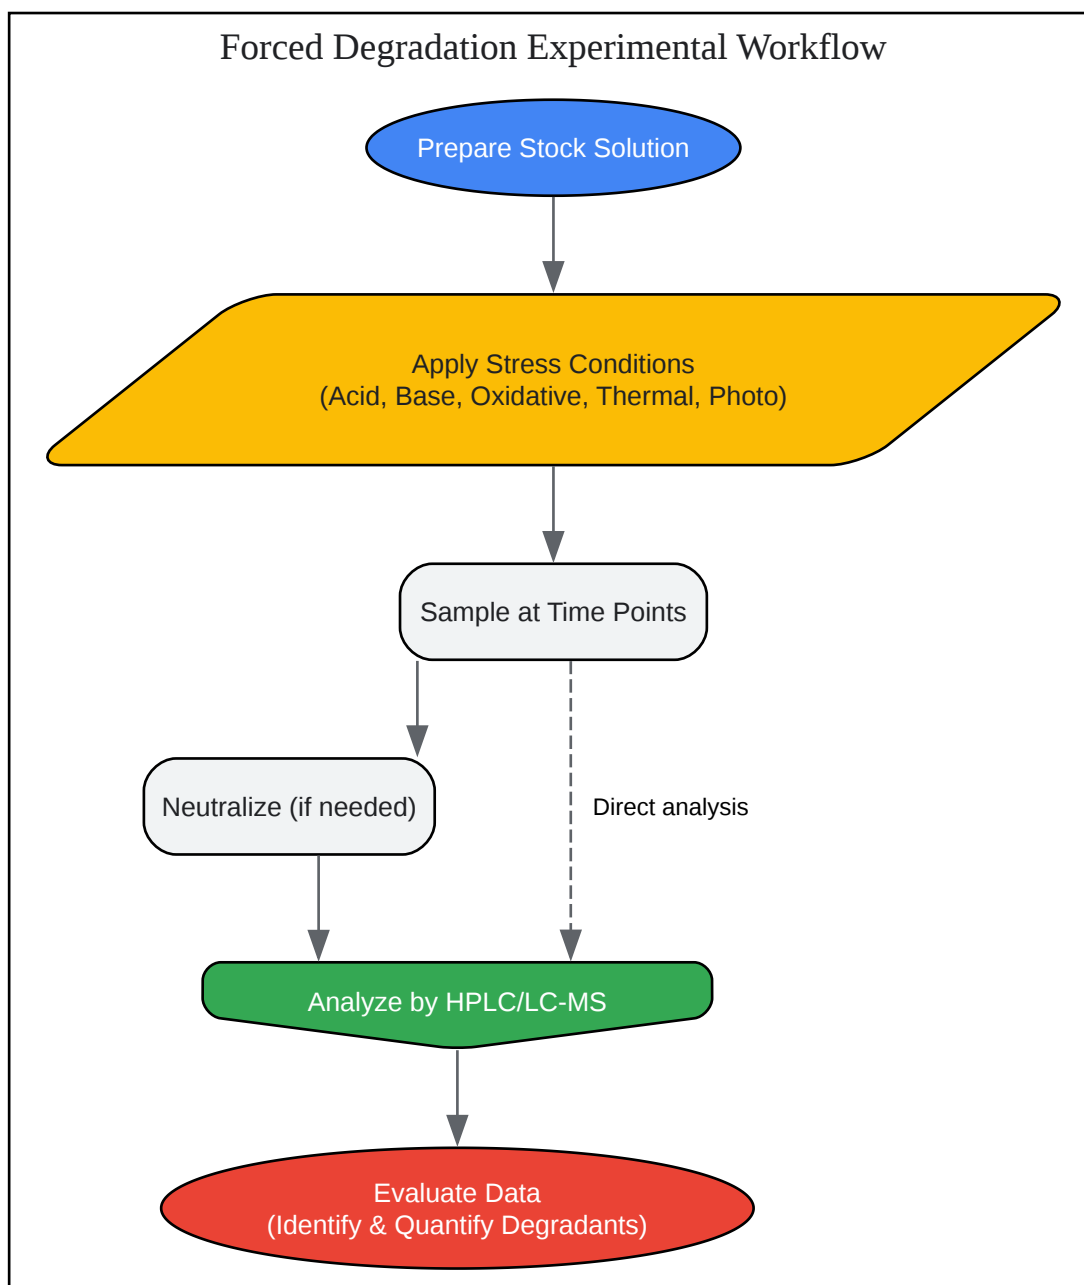 Forced Degradation Experimental Workflow
Prepare Stock Solution
Apply Stress Conditions
(Acid, Base, Oxidative, Thermal, Photo)
Sample at Time Points
Neutralize (if needed)
Direct analysis
Analyze by HPLC/LC-MS
Evaluate Data
(Identify & Quantify Degradants)